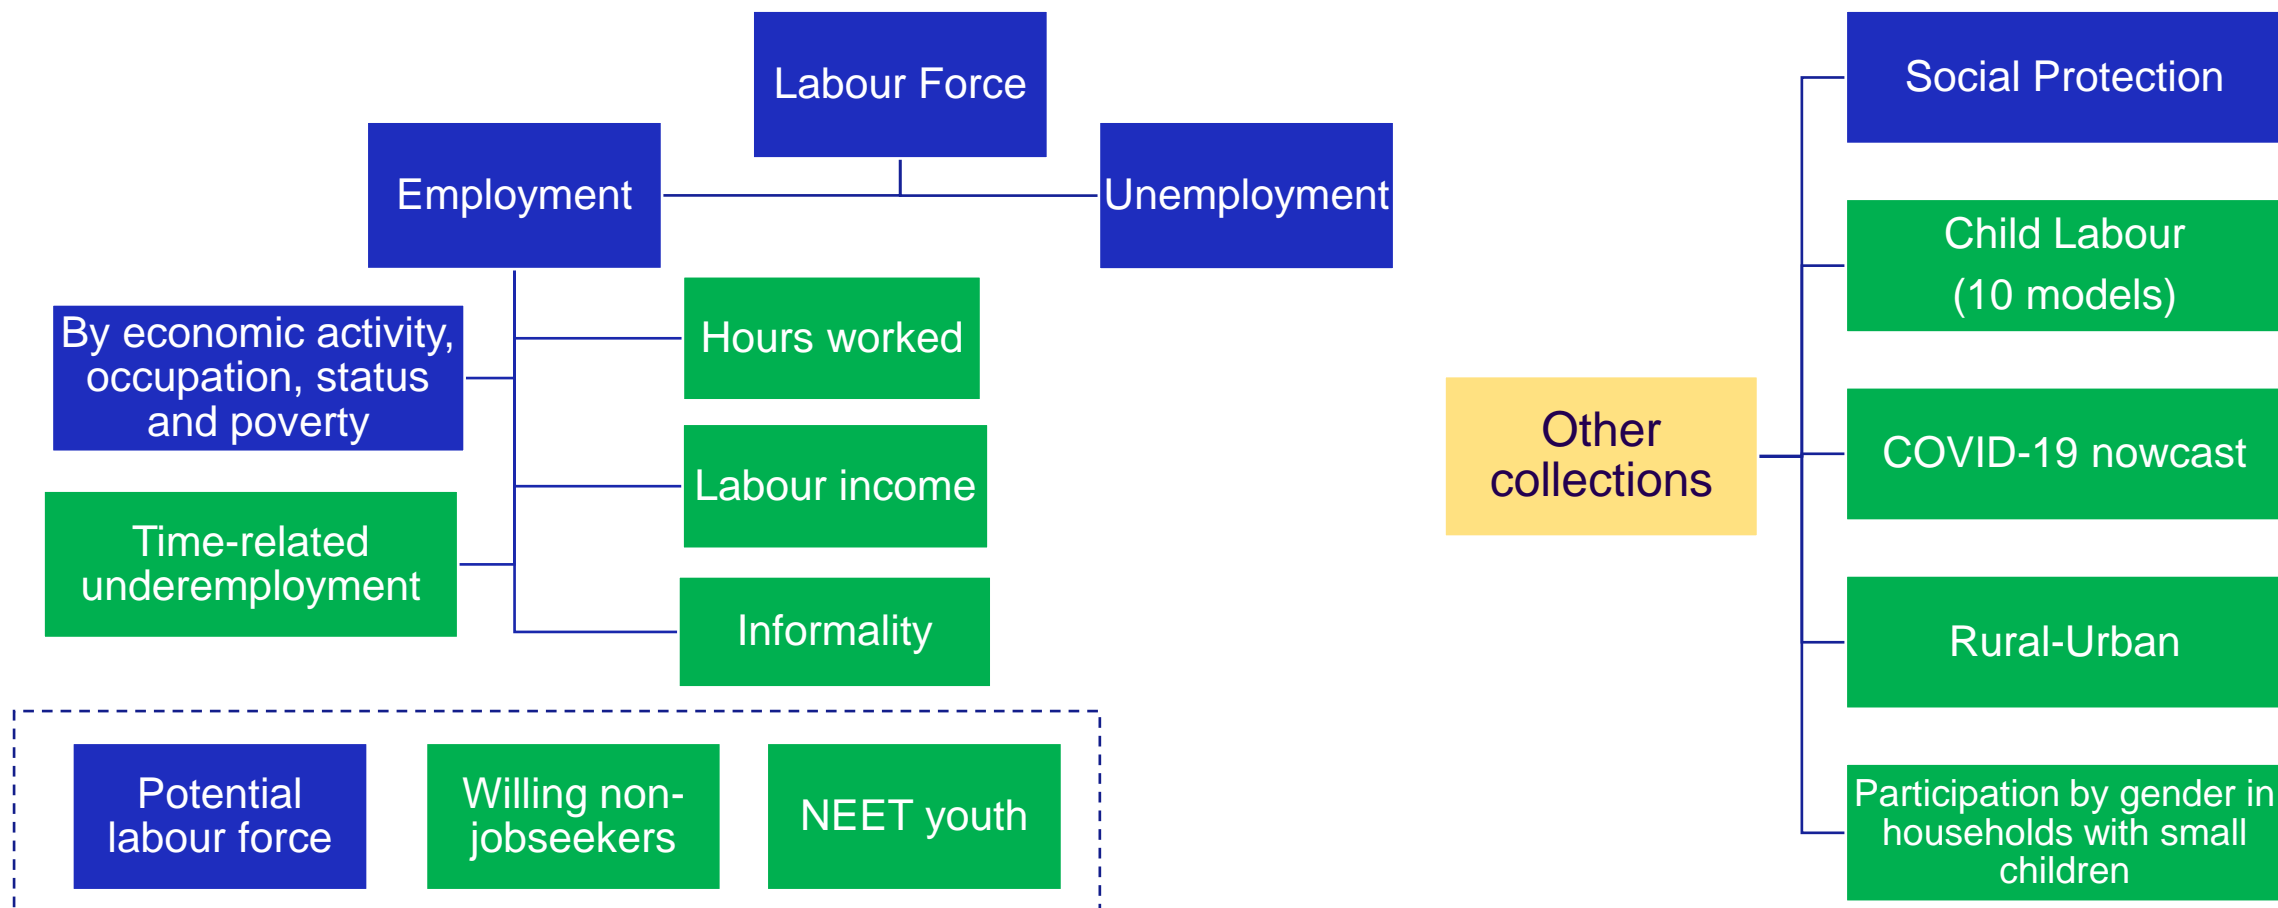 Labour Force
Employment
Unemployment
By economic activity,
occupation, status
and poverty
Hours worked
Labour income
Time-related
underemployment
Informality
Potential
labour force
Willing non-
jobseekers
NEET youth
Other
collections
Social Protection
Child Labour
(10 models)
COVID-19 nowcast
Rural-Urban
Participation by gender in
households with small
children